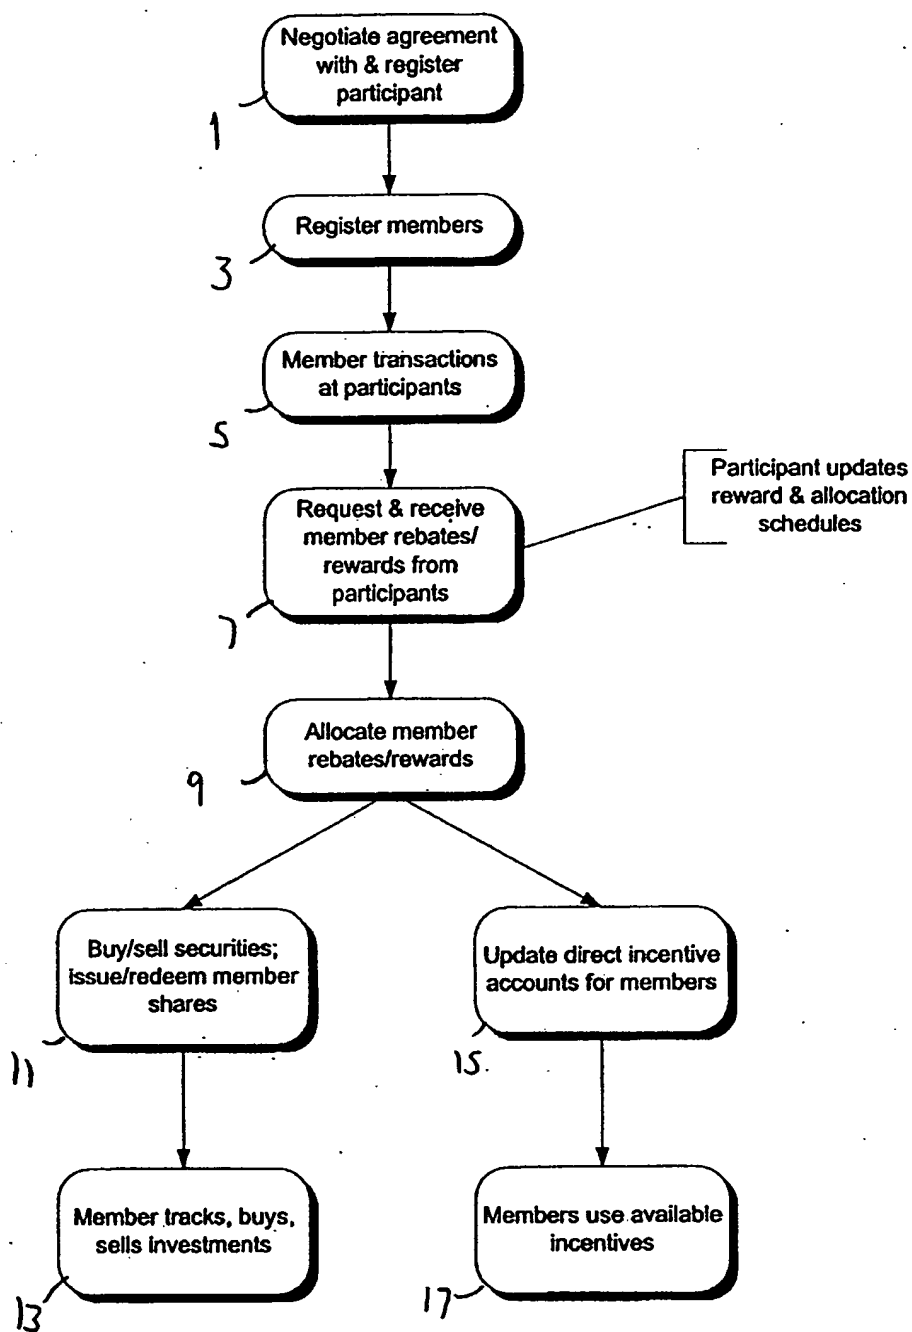 Negotiate agreement
with & register
participant
1
Register members
3
Member transactions
at participants
5
Request & receive
member rebates/
rewards from
participants
7
Participant updates
reward & allocation
schedules
Allocate member
rebates/rewards
9
Buy/sell securities;
issue/redeem member
shares
11
Update direct incentive
accounts for members
15
Member tracks, buys,
sells investments
13
Members use available
incentives
17